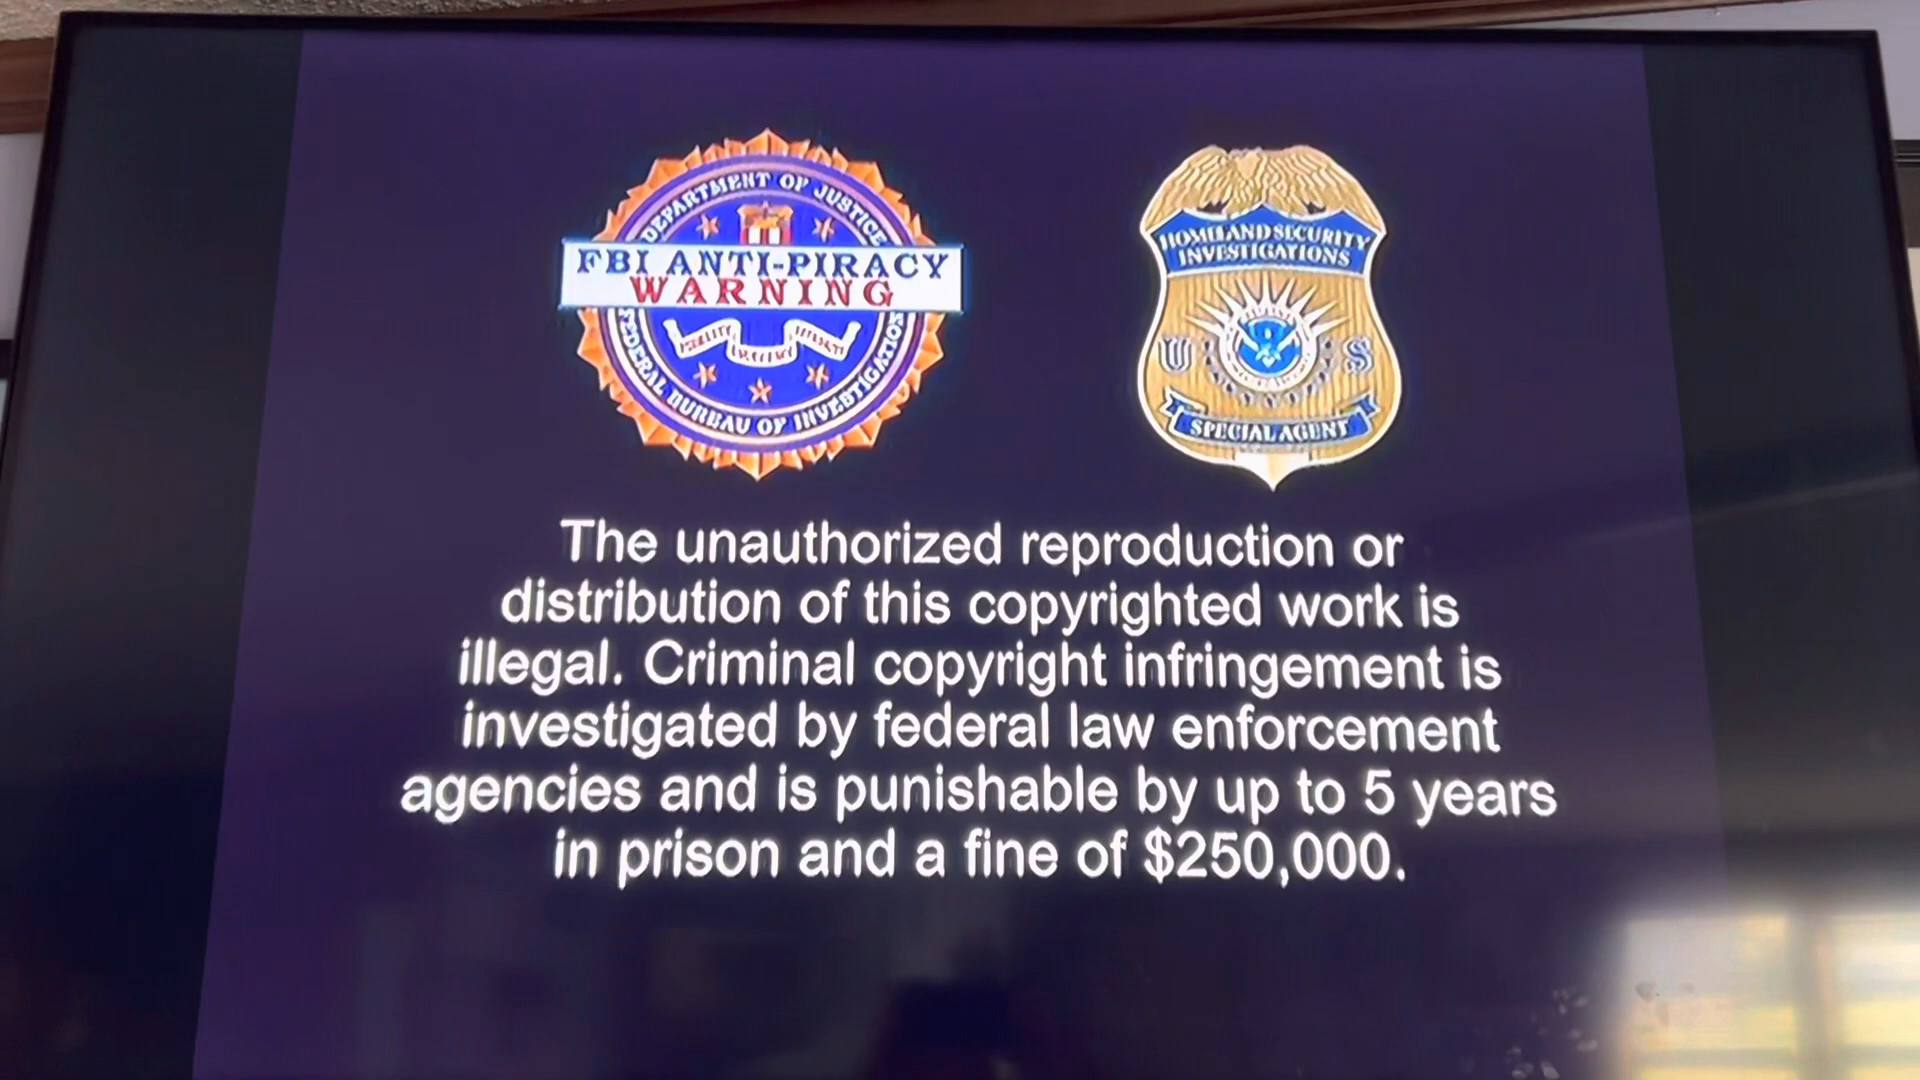 DEPARTMENT OF JUSTICE
FBI ANTI-PIRACY
WARNING
FEDERAL BUREAU OF INVESTIGATION
HOMELAND SECURITY
INVESTIGATIONS
U S
SPECIAL AGENT
The unauthorized reproduction or
distribution of this copyrighted work is
illegal. Criminal copyright infringement is
investigated by federal law enforcement
agencies and is punishable by up to 5 years
in prison and a fine of $250,000.